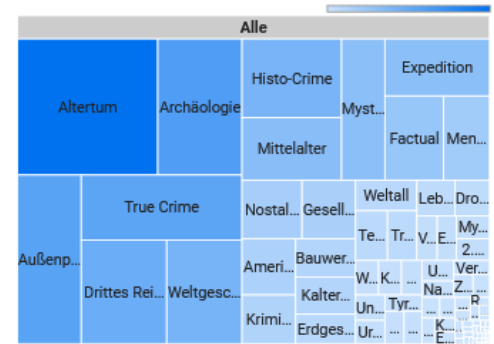 Alle
Altertum
Archäologie
Histo-Crime
Mittelalter
Myst...
Expedition
Factual
Men...
Außenp...
True Crime
Drittes Rei...
Weltgesc...
Nostal...
Gesell...
Ameri...
Krimi...
Bauwer...
Kalter...
Erdges...
Weltall
Leb...
Dro...
Te...
Tr...
V...
E...
My...
2....
W...
K...
...
U...
Ver...
Na...
Z...
...
Un...
Tyr...
Ur...
...
...
...
...
K...
E...
R
...